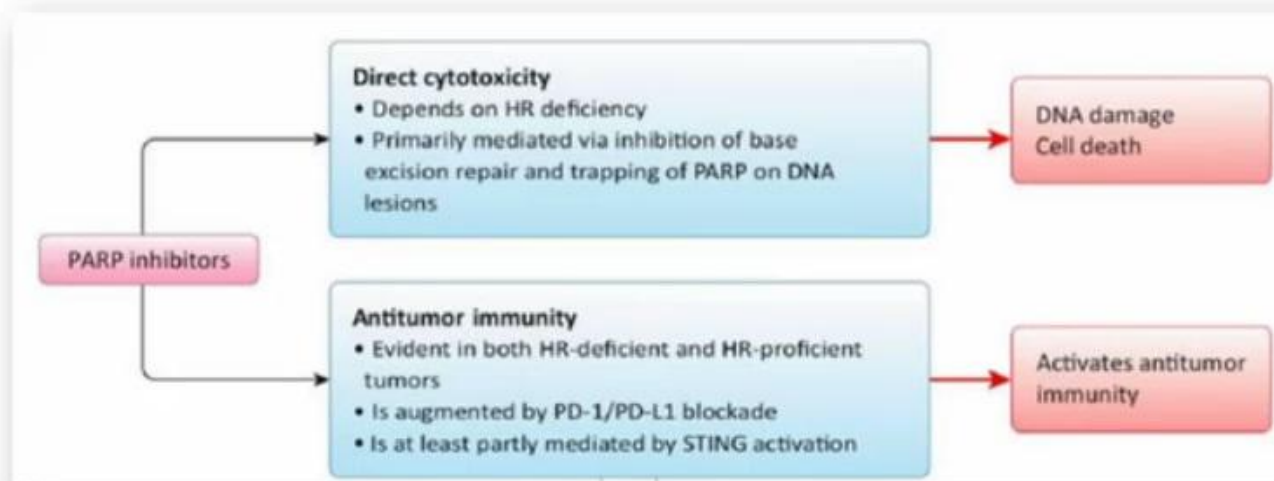 Direct cytotoxicity
• Depends on HR deficiency
• Primarily mediated via inhibition of base
excision repair and trapping of PARP on DNA
lesions
DNA damage
Cell death
PARP inhibitors
Antitumor immunity
• Evident in both HR-deficient and HR-proficient
tumors
• Is augmented by PD-1/PD-L1 blockade
• Is at least partly mediated by STING activation
Activates antitumor
immunity